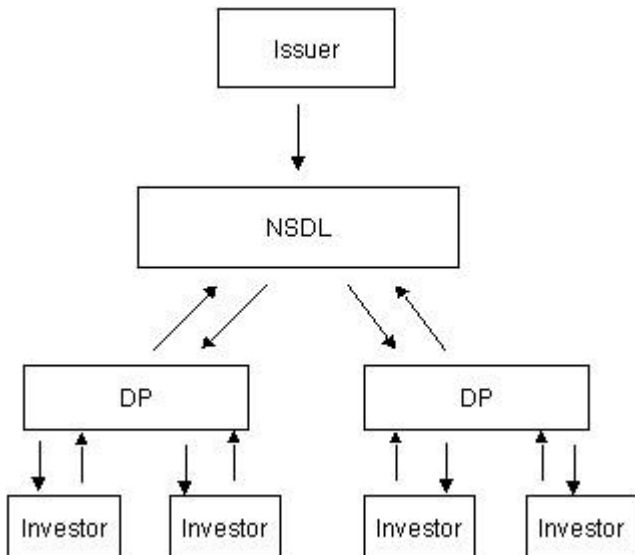 Issuer
NSDL
DP
DP
Investor
Investor
Investor
Investor